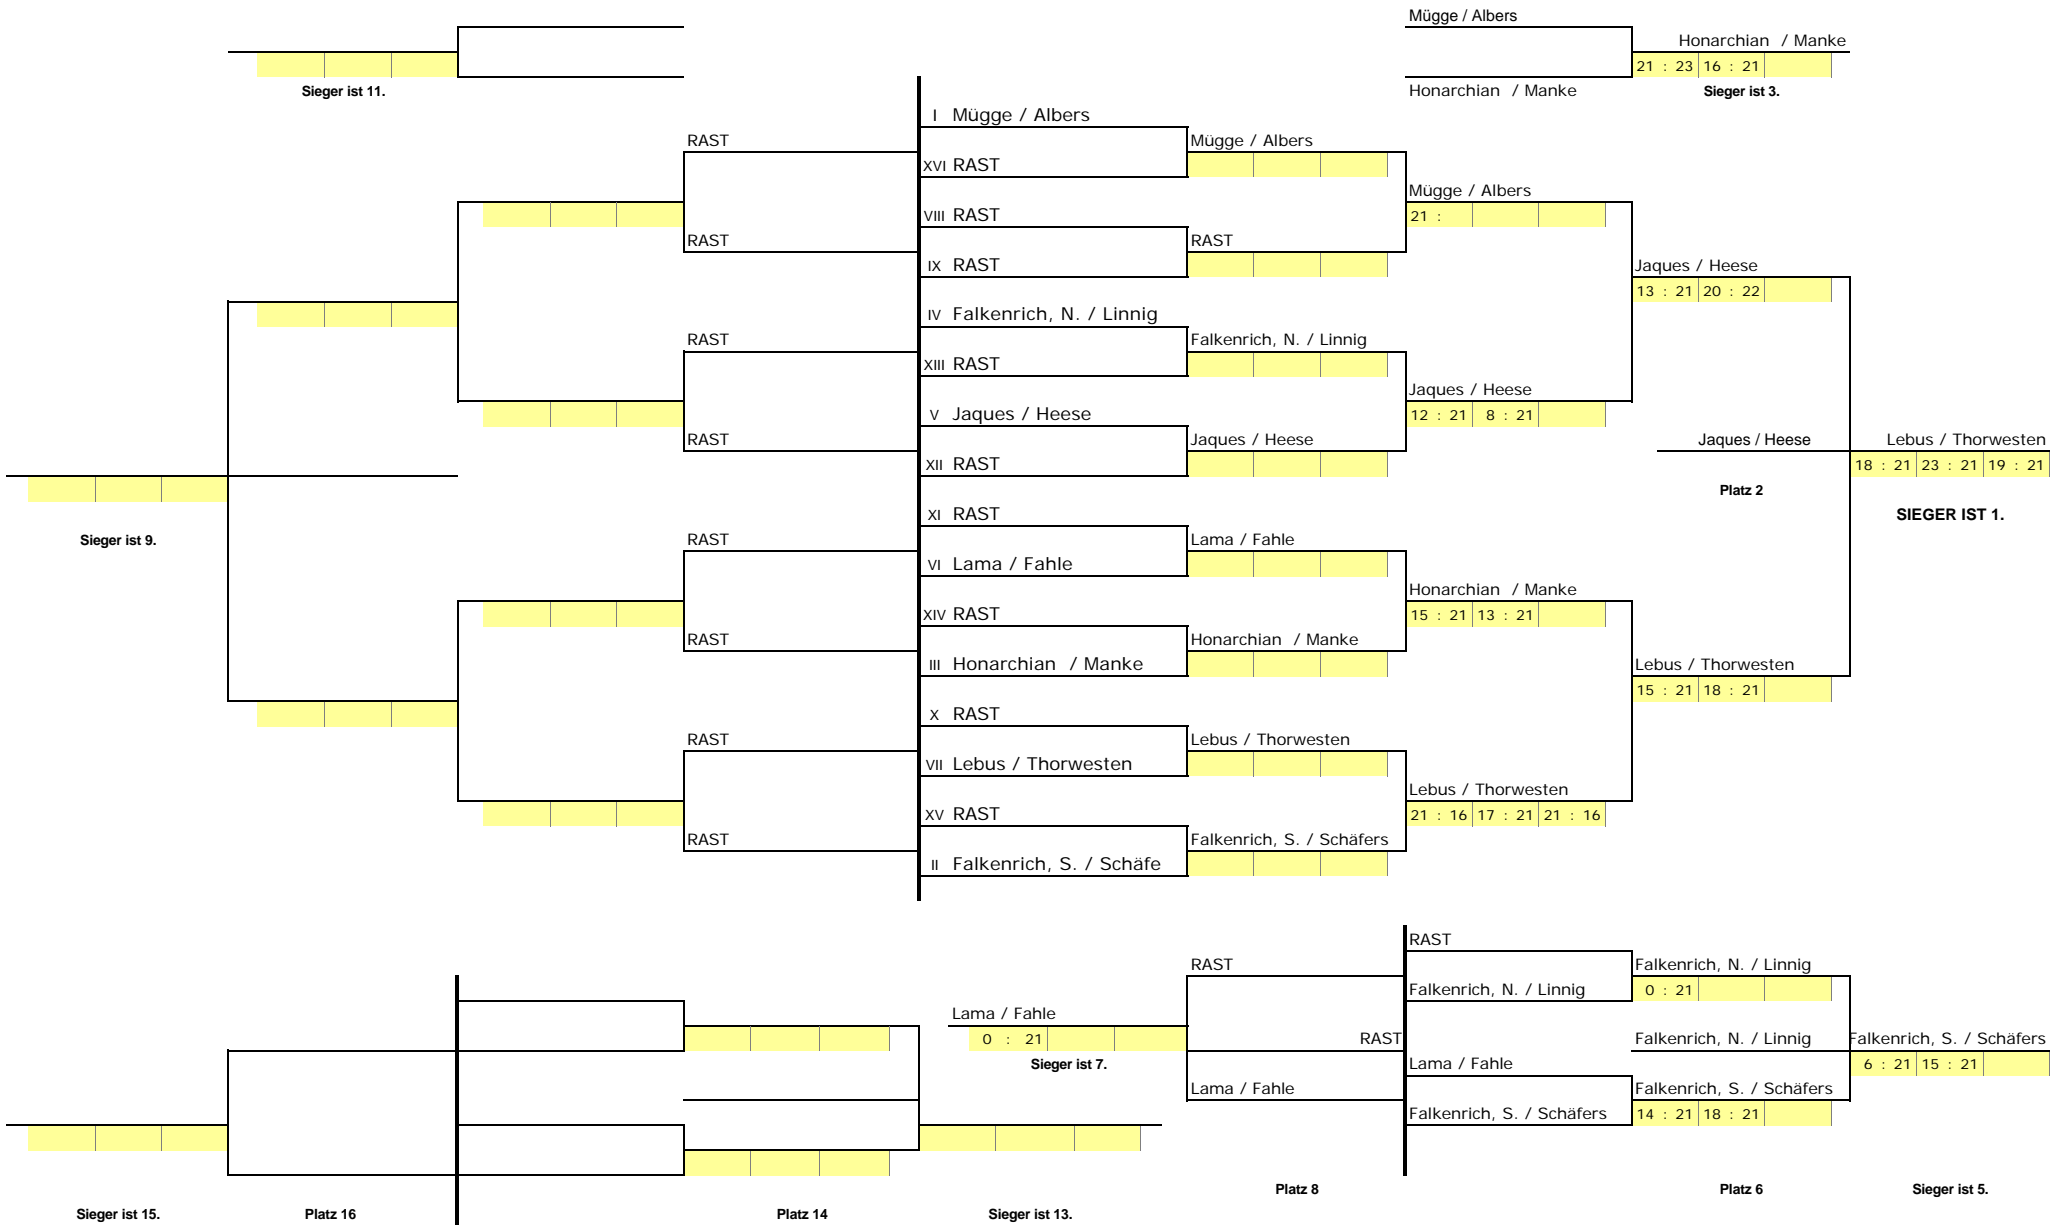 Mügge / Albers
Honarchian / Manke
21 : 23 16 : 21
Sieger ist 11.
Honarchian / Manke
Sieger ist 3.
I Mügge / Albers
RAST
Mügge / Albers
XVI RAST
Mügge / Albers
VIII RAST
21 :
RAST
RAST
IX RAST
Jaques / Heese
13 : 21 20 : 22
IV Falkenrich, N. / Linnig
RAST
Falkenrich, N. / Linnig
XIII RAST
Jaques / Heese
V Jaques / Heese
12 : 21 8 : 21
RAST
Jaques / Heese
Jaques / Heese
Lebus / Thorwesten
XII RAST
18 : 21 23 : 21 19 : 21
Platz 2
XI RAST
SIEGER IST 1.
Sieger ist 9.
RAST
Lama / Fahle
VI Lama / Fahle
Honarchian / Manke
XIV RAST
15 : 21 13 : 21
RAST
Honarchian / Manke
III Honarchian / Manke
Lebus / Thorwesten
15 : 21 18 : 21
X RAST
RAST
Lebus / Thorwesten
VII Lebus / Thorwesten
Lebus / Thorwesten
XV RAST
21 : 16 17 : 21 21 : 16
RAST
Falkenrich, S. / Schäfers
II Falkenrich, S. / Schäfe
RAST
RAST
Falkenrich, N. / Linnig
Falkenrich, N. / Linnig
0 : 21
Lama / Fahle
0 : 21
RAST
Falkenrich, N. / Linnig
Falkenrich, S. / Schäfers
Sieger ist 7.
Lama / Fahle
6 : 21 15 : 21
Lama / Fahle
Falkenrich, S. / Schäfers
Falkenrich, S. / Schäfers
14 : 21 18 : 21
Platz 8
Platz 6
Sieger ist 5.
Sieger ist 15.
Platz 16
Platz 14
Sieger ist 13.